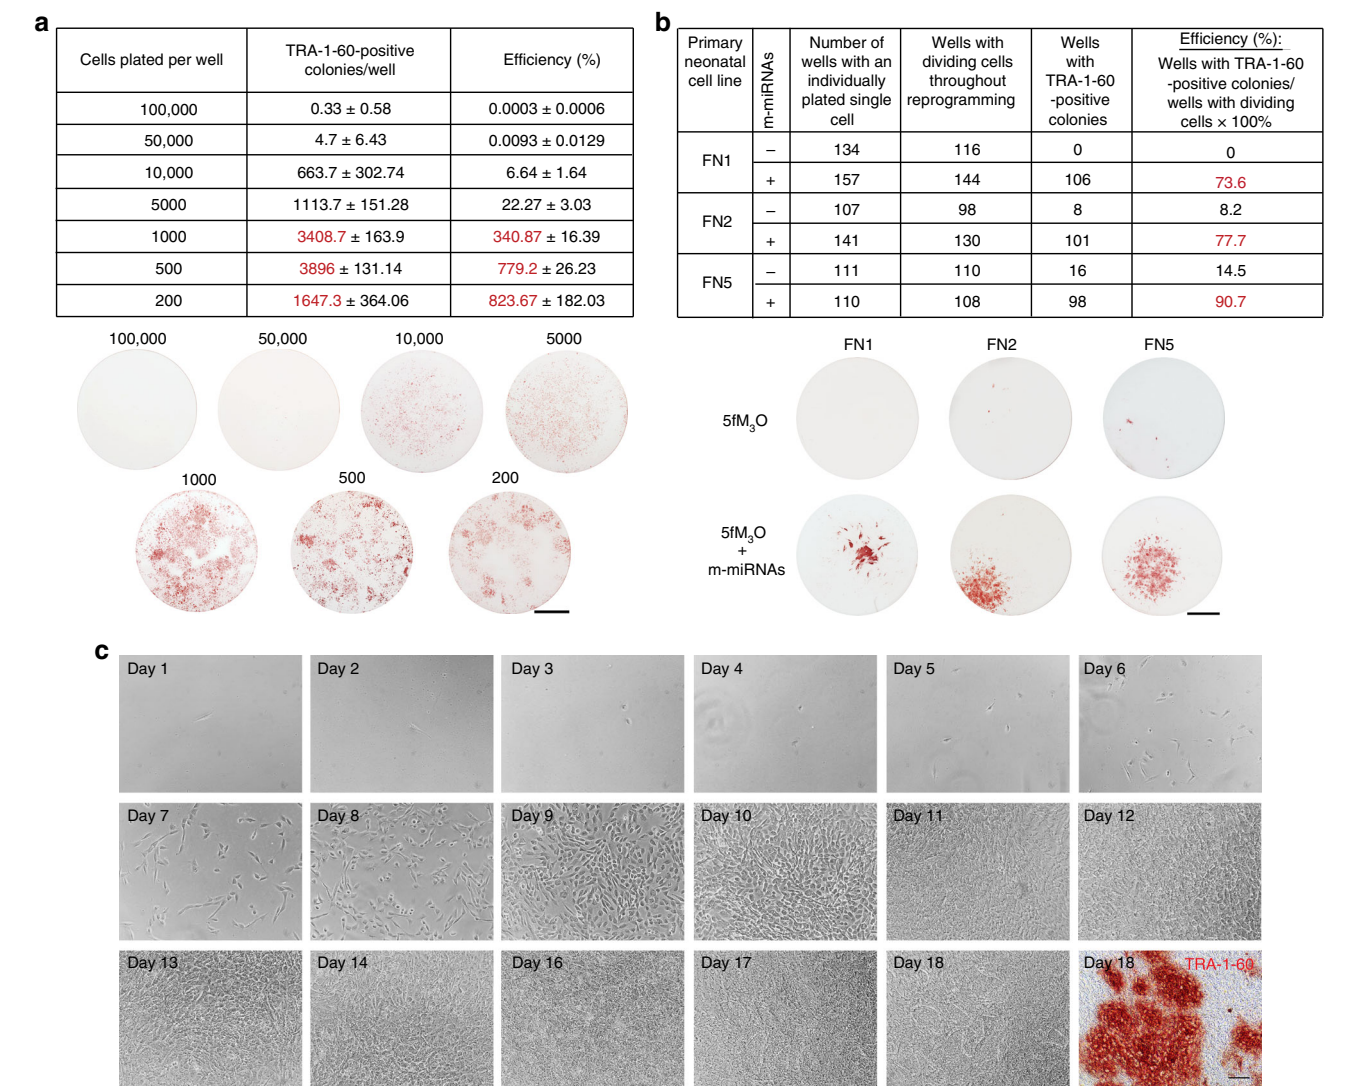 a
Cells plated per well
TRA-1-60-positive
colonies/well
Efficiency (%)
100,000 0.33 ± 0.58 0.0003 ± 0.0006
50,000 4.7 ± 6.43 0.0093 ± 0.0129
10,000 663.7 ± 302.74 6.64 ± 1.64
5000 1113.7 ± 151.28 22.27 ± 3.03
1000 3408.7 ± 163.9 340.87 ± 16.39
500 3896 ± 131.14 779.2 ± 26.23
200 1647.3 ± 364.06 823.67 ± 182.03
100,000 50,000 10,000 5000
1000 500 200
b
Primary
neonatal
cell line
m-miRNAs
Number of
wells with an
individually
plated single
cell
Wells with
dividing cells
throughout
reprogramming
Wells
with
TRA-1-60
-positive
colonies
Efficiency (%):
Wells with TRA-1-60
-positive colonies/
wells with dividing
cells × 100%
FN1
– 134 116 0 0
+ 157 144 106 73.6
FN2
– 107 98 8 8.2
+ 141 130 101 77.7
FN5
– 111 110 16 14.5
+ 110 108 98 90.7
FN1 FN2 FN5
5fM3O
5fM3O
+
m-miRNAs
c
Day 1 Day 2 Day 3 Day 4 Day 5 Day 6
Day 7 Day 8 Day 9 Day 10 Day 11 Day 12
Day 13 Day 14 Day 16 Day 17 Day 18 Day 18 TRA-1-60